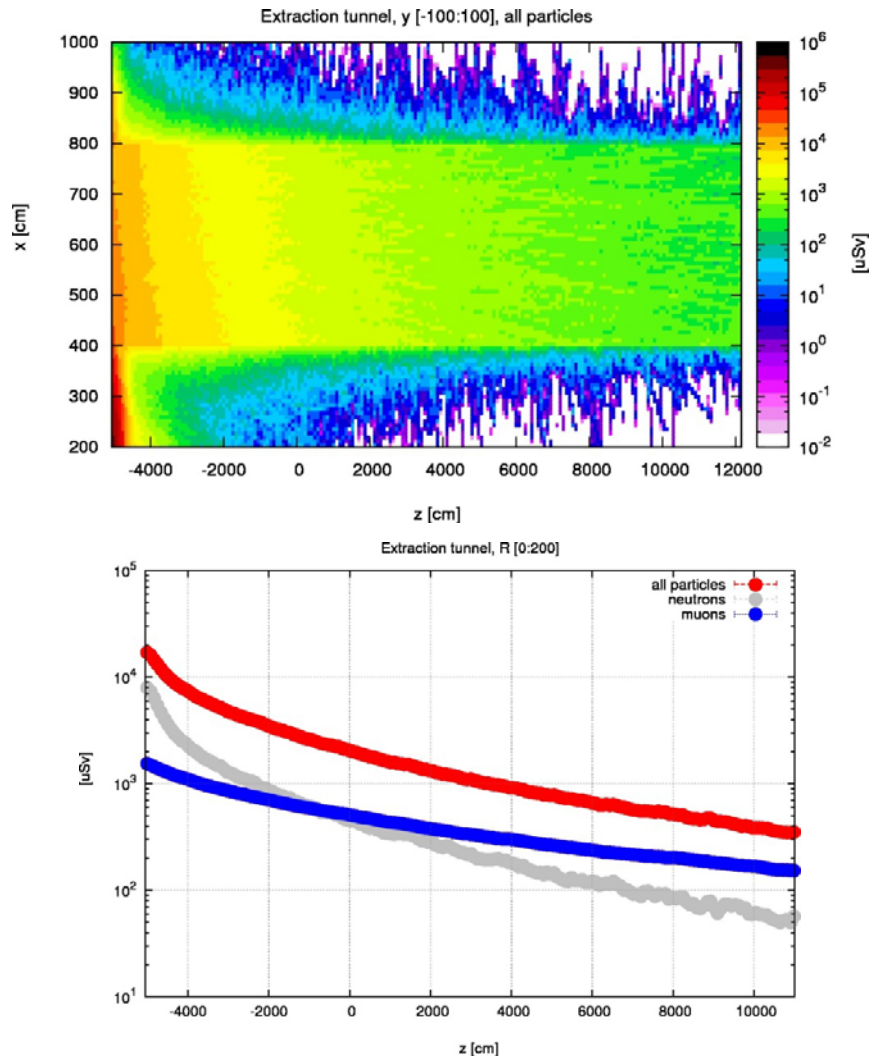 Extraction tunnel, y [-100:100], all particles
1000
900
800
700
600
500
400
300
200
x [cm]
-4000 -2000 0 2000 4000 6000 8000 10000 12000
z [cm]
10^6
10^5
10^4
10^3
10^2
10^1
10^0
10^-1
10^-2
[uSv]
Extraction tunnel, R [0:200]
10^5
10^4
10^3
10^2
10^1
[uSv]
all particles
neutrons
muons
-4000 -2000 0 2000 4000 6000 8000 10000
z [cm]